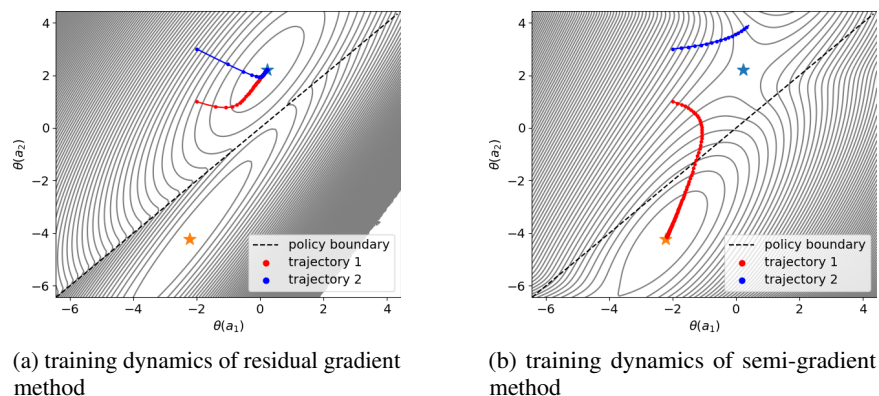 4
2
0
−2
−4
−6
θ(a₂)
policy boundary
trajectory 1
trajectory 2
−6 −4 −2 0 2 4
θ(a₁)
(a) training dynamics of residual gradient
method
4
2
0
−2
−4
−6
θ(a₂)
policy boundary
trajectory 1
trajectory 2
−6 −4 −2 0 2 4
θ(a₁)
(b) training dynamics of semi-gradient
method